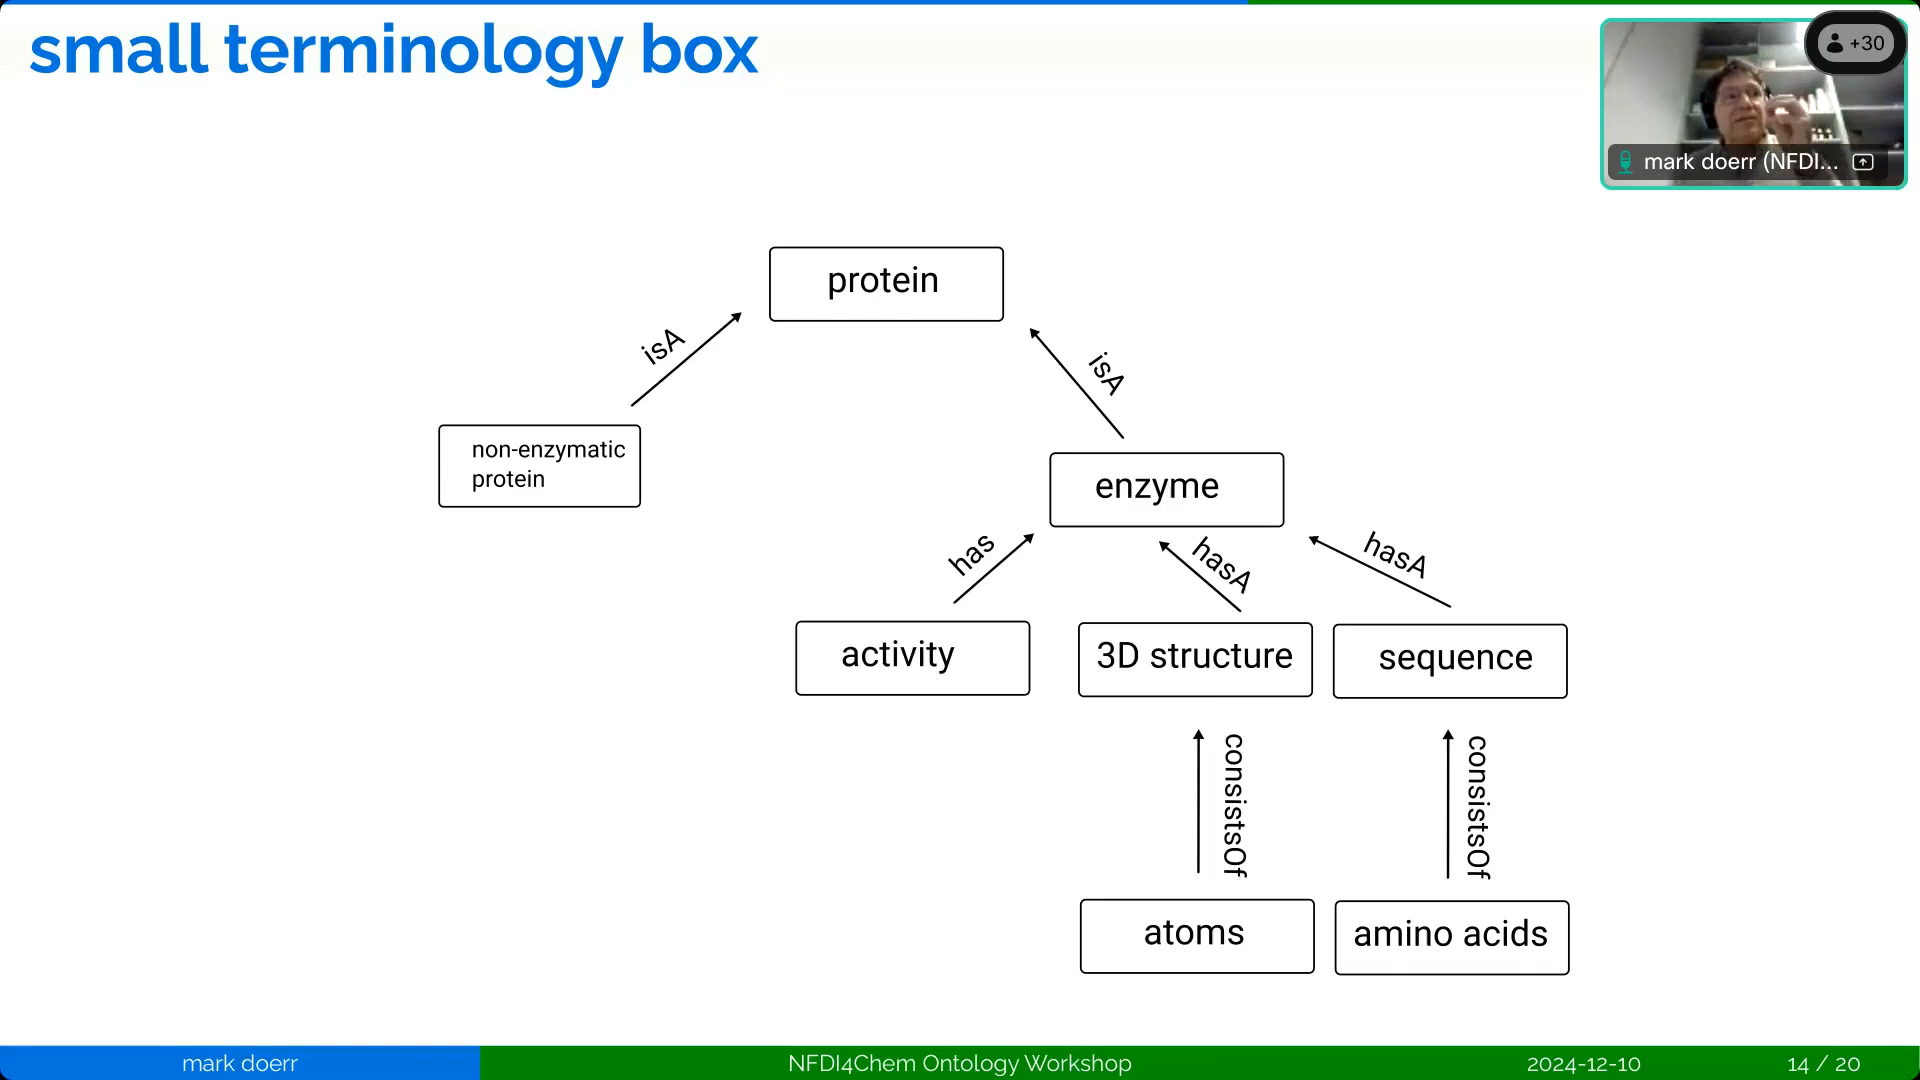 small terminology box
+30
mark doerr (NFDI...
protein
isA
isA
non-enzymatic
protein
enzyme
has
hasA
hasA
activity
3D structure
sequence
consistsOf
consistsOf
atoms
amino acids
mark doerr
NFDI4Chem Ontology Workshop
2024-12-10
14 / 20